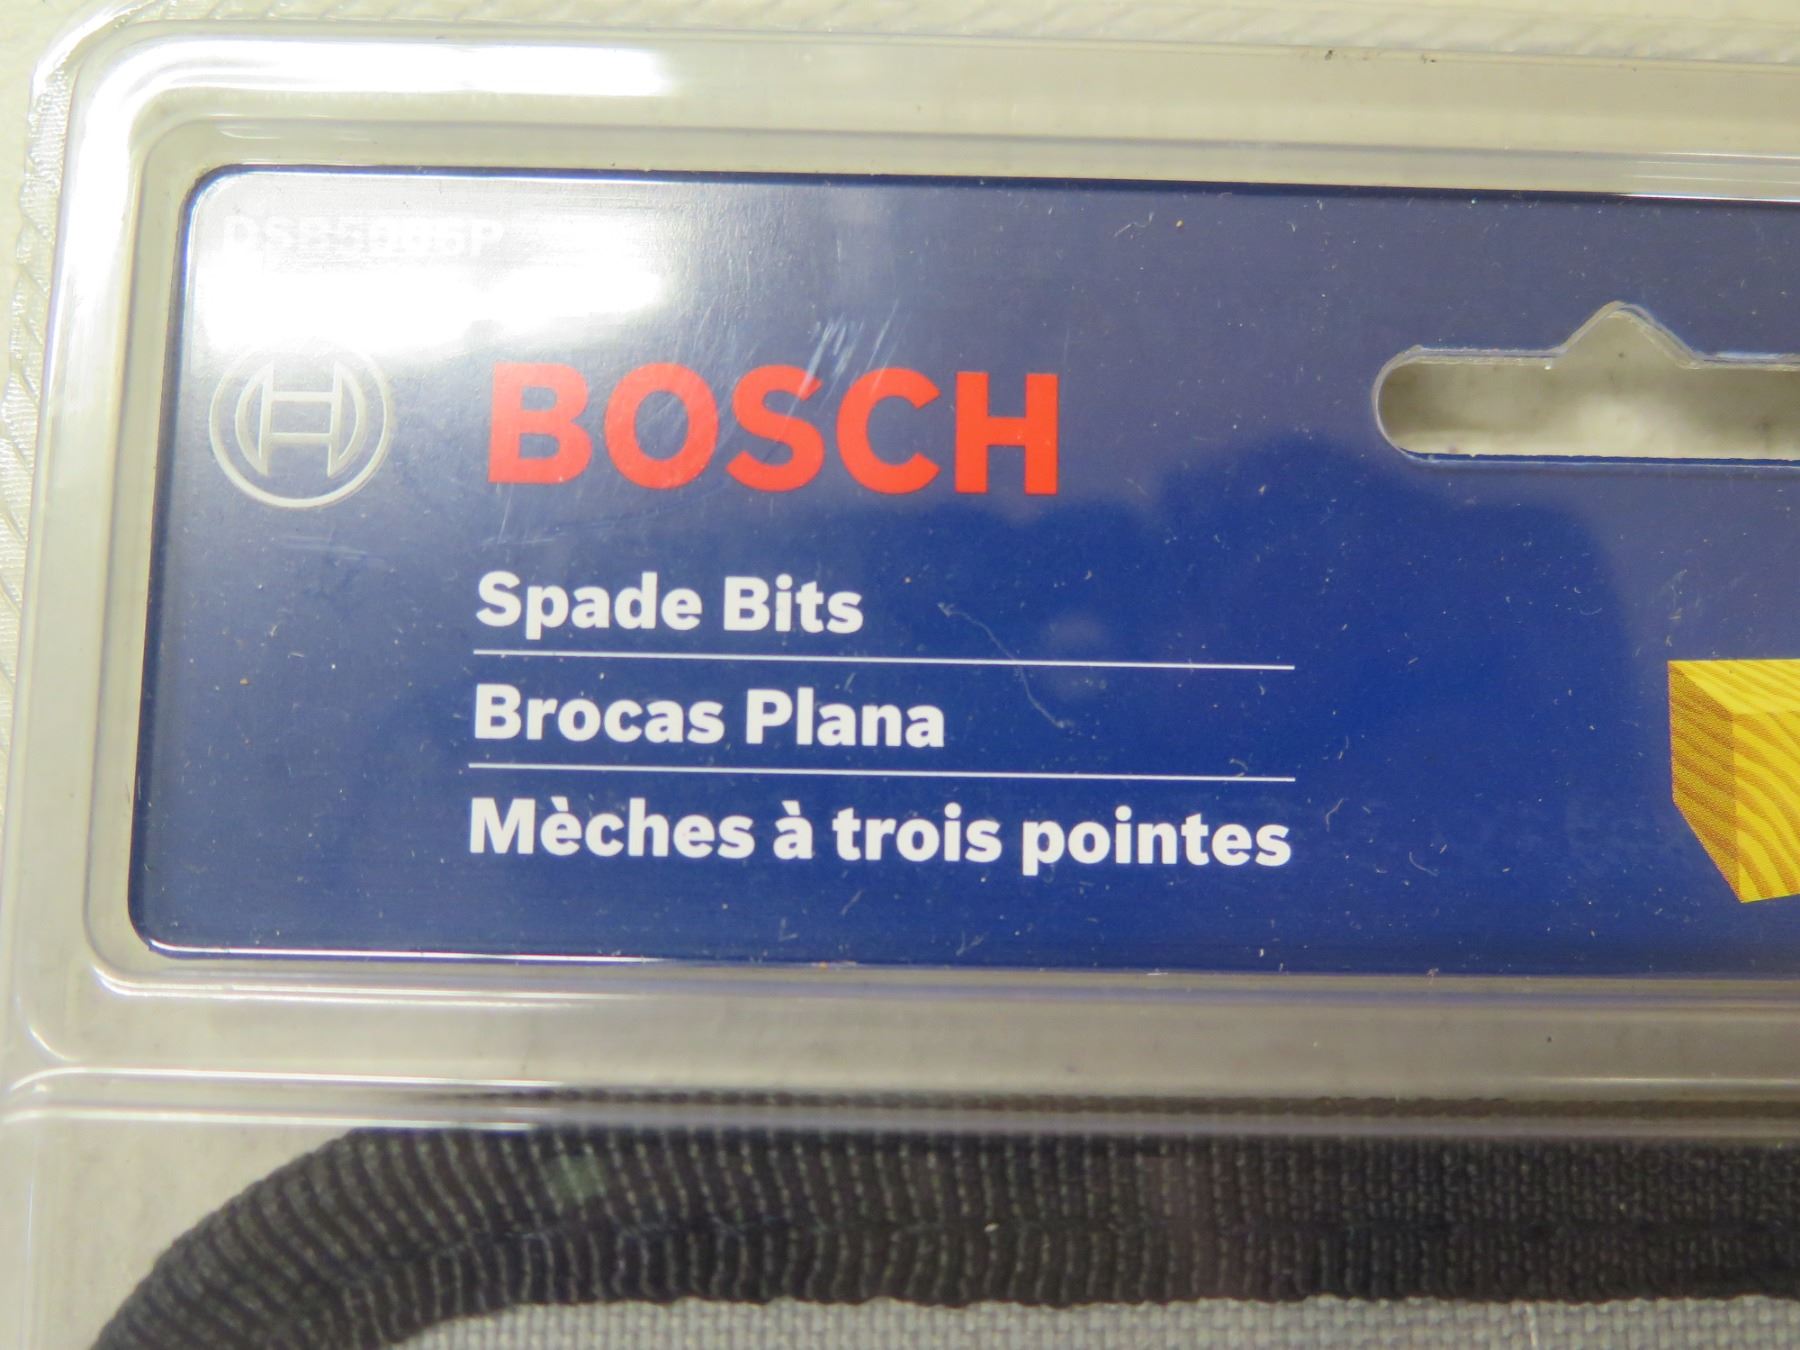 BOSCH
Spade Bits
Brocas Plana
Mèches à trois pointes